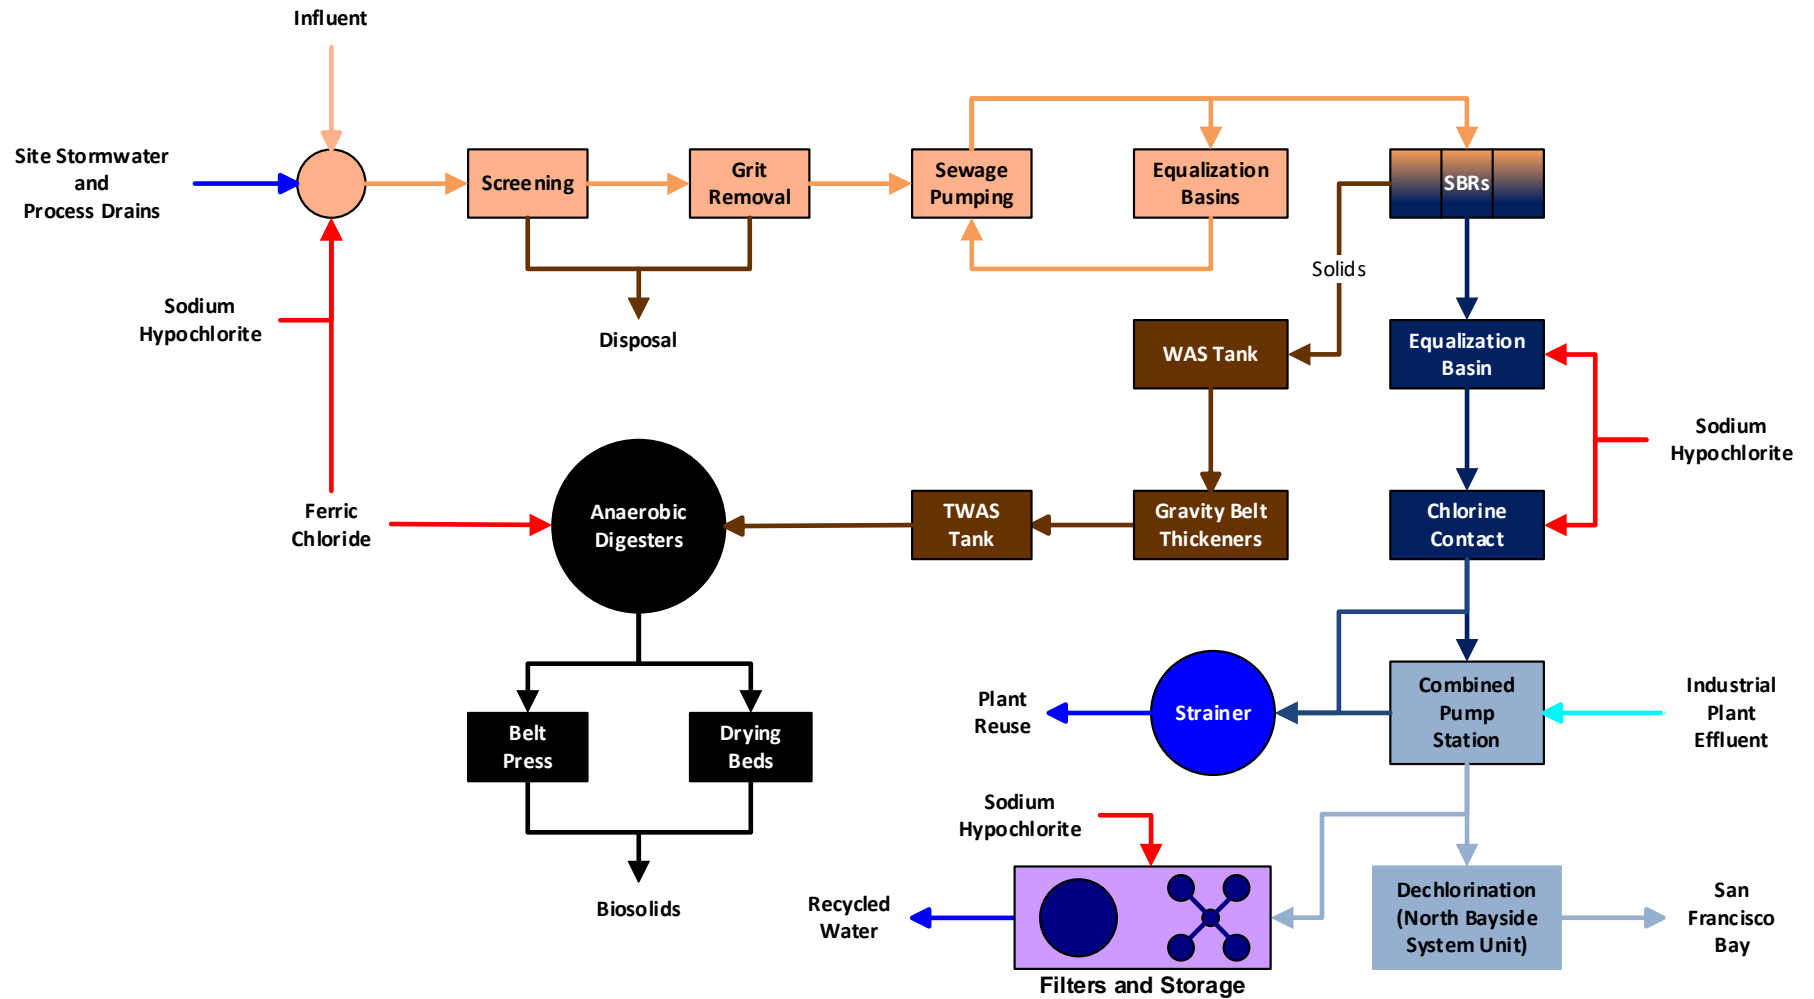 Influent
Site Stormwater
and
Process Drains
Screening
Grit
Removal
Sewage
Pumping
Equalization
Basins
SBRs
Sodium
Hypochlorite
Disposal
Solids
WAS Tank
Equalization
Basin
Sodium
Hypochlorite
Ferric
Chloride
Anaerobic
Digesters
TWAS
Tank
Gravity Belt
Thickeners
Chlorine
Contact
Belt
Press
Drying
Beds
Plant
Reuse
Strainer
Combined
Pump
Station
Industrial
Plant
Effluent
Sodium
Hypochlorite
Biosolids
Recycled
Water
Dechlorination
(North Bayside
System Unit)
San
Francisco
Bay
Filters and Storage